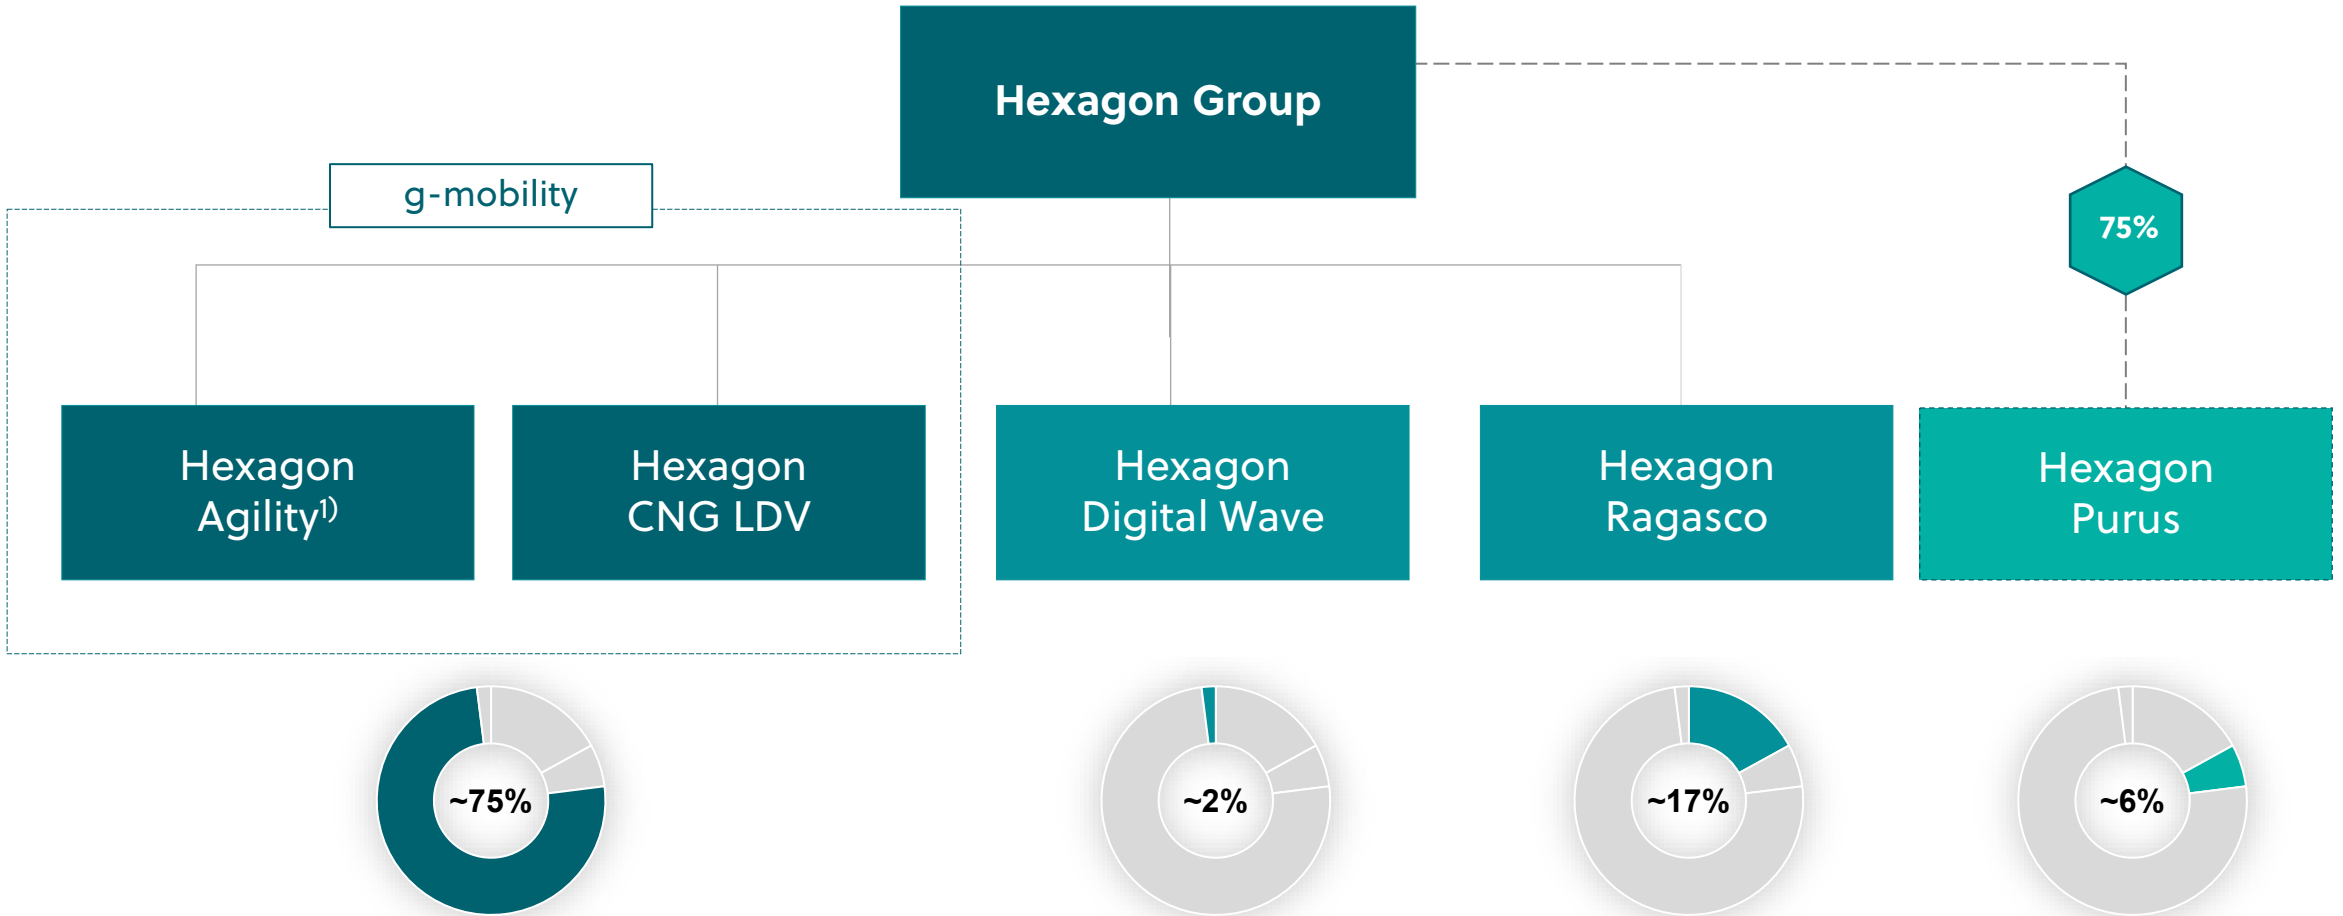 Hexagon Group
g-mobility
75%
Hexagon
Agility¹⁾
Hexagon
CNG LDV
Hexagon
Digital Wave
Hexagon
Ragasco
Hexagon
Purus
~75%
~2%
~17%
~6%